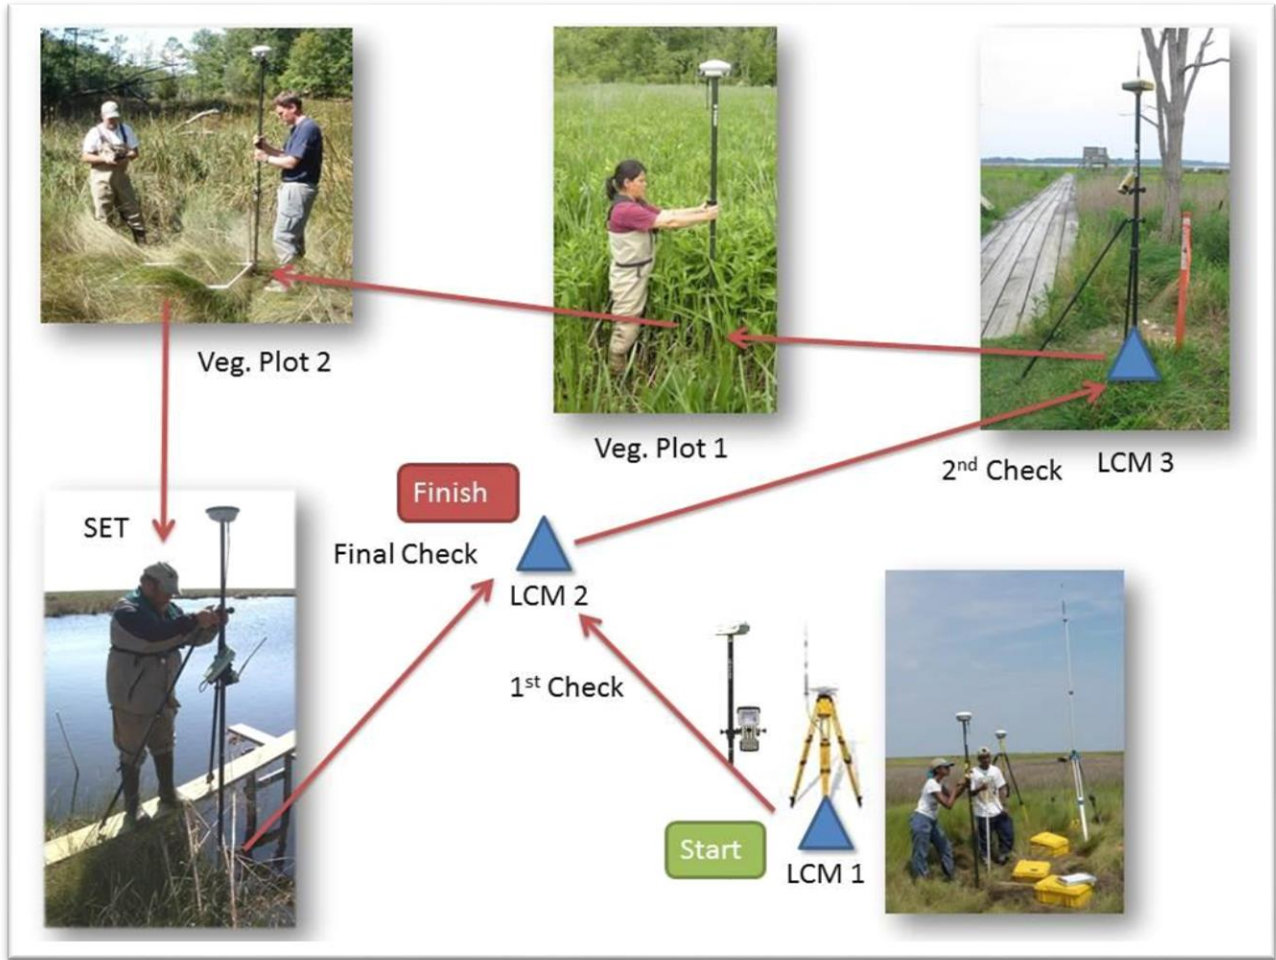 Veg. Plot 2
Veg. Plot 1
2nd Check
LCM 3
SET
Finish
Final Check
LCM 2
1st Check
Start
LCM 1